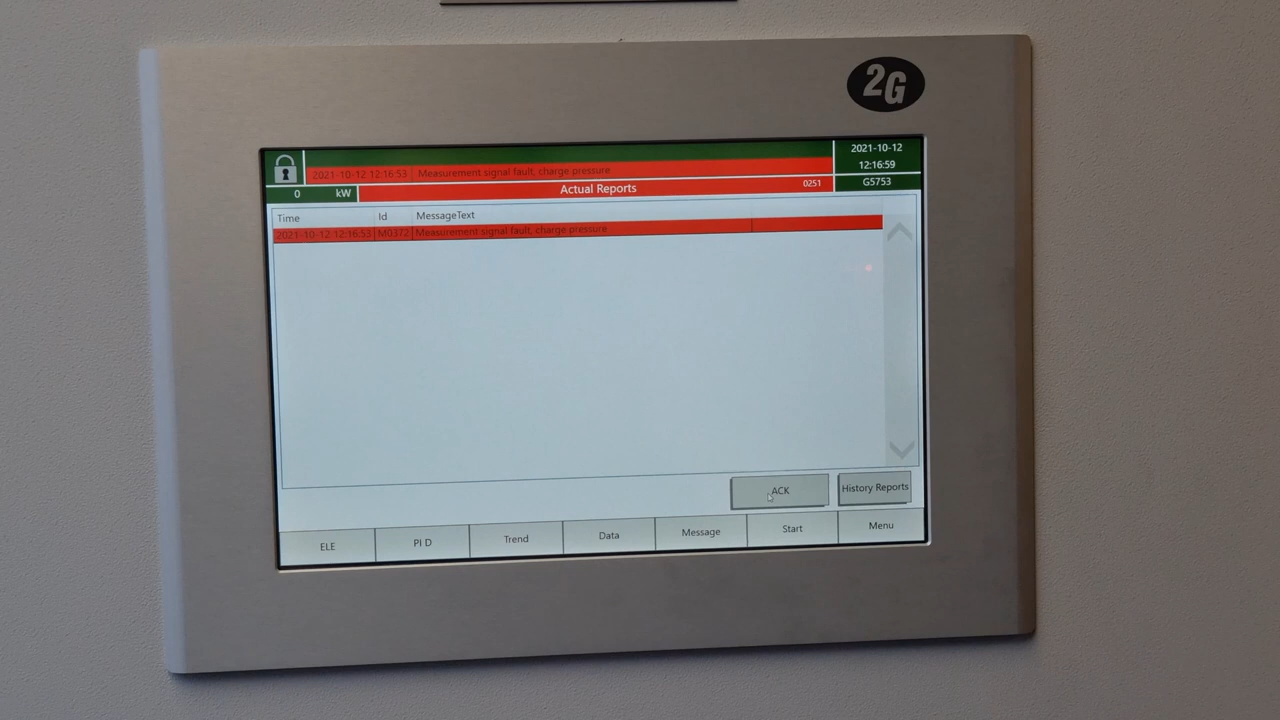 2G
2021-10-12 12:16:53 Measurement signal fault, charge pressure
2021-10-12
12:16:59
0 kW Actual Reports 0251 G5753
Time Id MessageText
2021-10-12 12:16:53 M0372 Measurement signal fault, charge pressure
ACK History Reports
ELE PI D Trend Data Message Start Menu